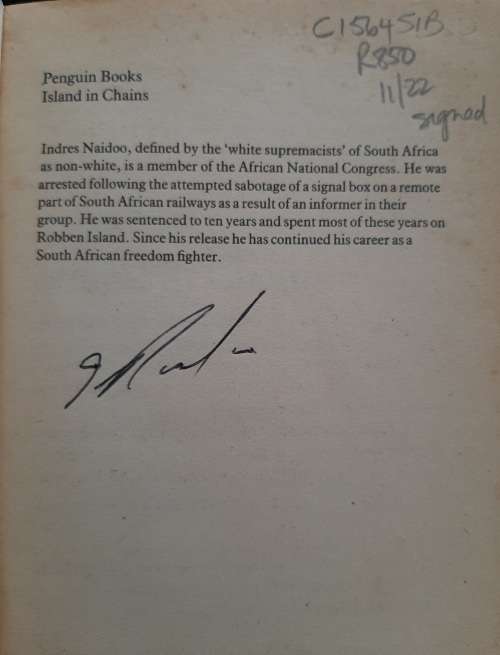 C156451B
R850
11/22
signed
Penguin Books
Island in Chains
Indres Naidoo, defined by the ‘white supremacists’ of South Africa
as non-white, is a member of the African National Congress. He was
arrested following the attempted sabotage of a signal box on a remote
part of South African railways as a result of an informer in their
group. He was sentenced to ten years and spent most of these years on
Robben Island. Since his release he has continued his career as a
South African freedom fighter.